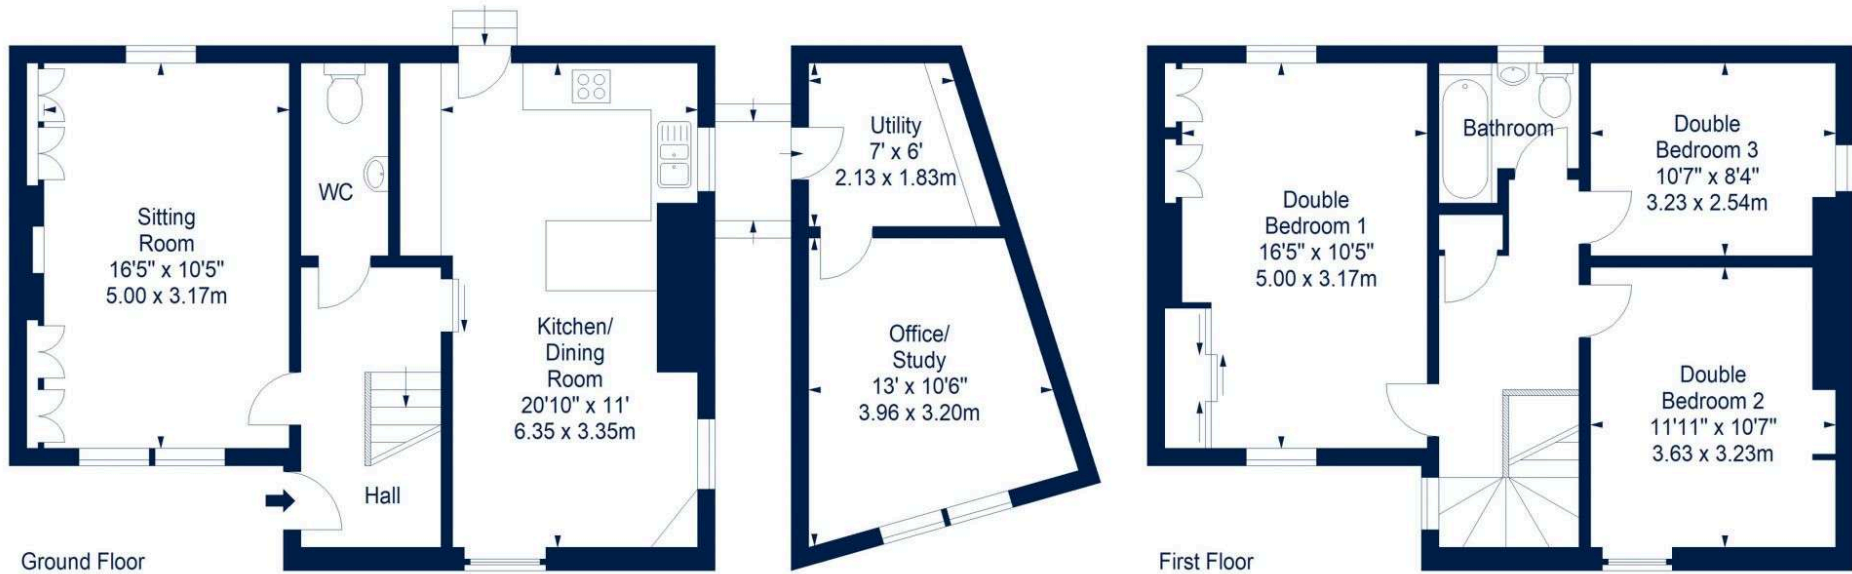 Sitting
Room
16'5" x 10'5"
5.00 x 3.17m
WC
Hall
Kitchen/
Dining
Room
20'10" x 11'
6.35 x 3.35m
Utility
7' x 6'
2.13 x 1.83m
Office/
Study
13' x 10'6"
3.96 x 3.20m
Ground Floor
Double
Bedroom 1
16'5" x 10'5"
5.00 x 3.17m
Bathroom
Double
Bedroom 3
10'7" x 8'4"
3.23 x 2.54m
Double
Bedroom 2
11'11" x 10'7"
3.63 x 3.23m
First Floor